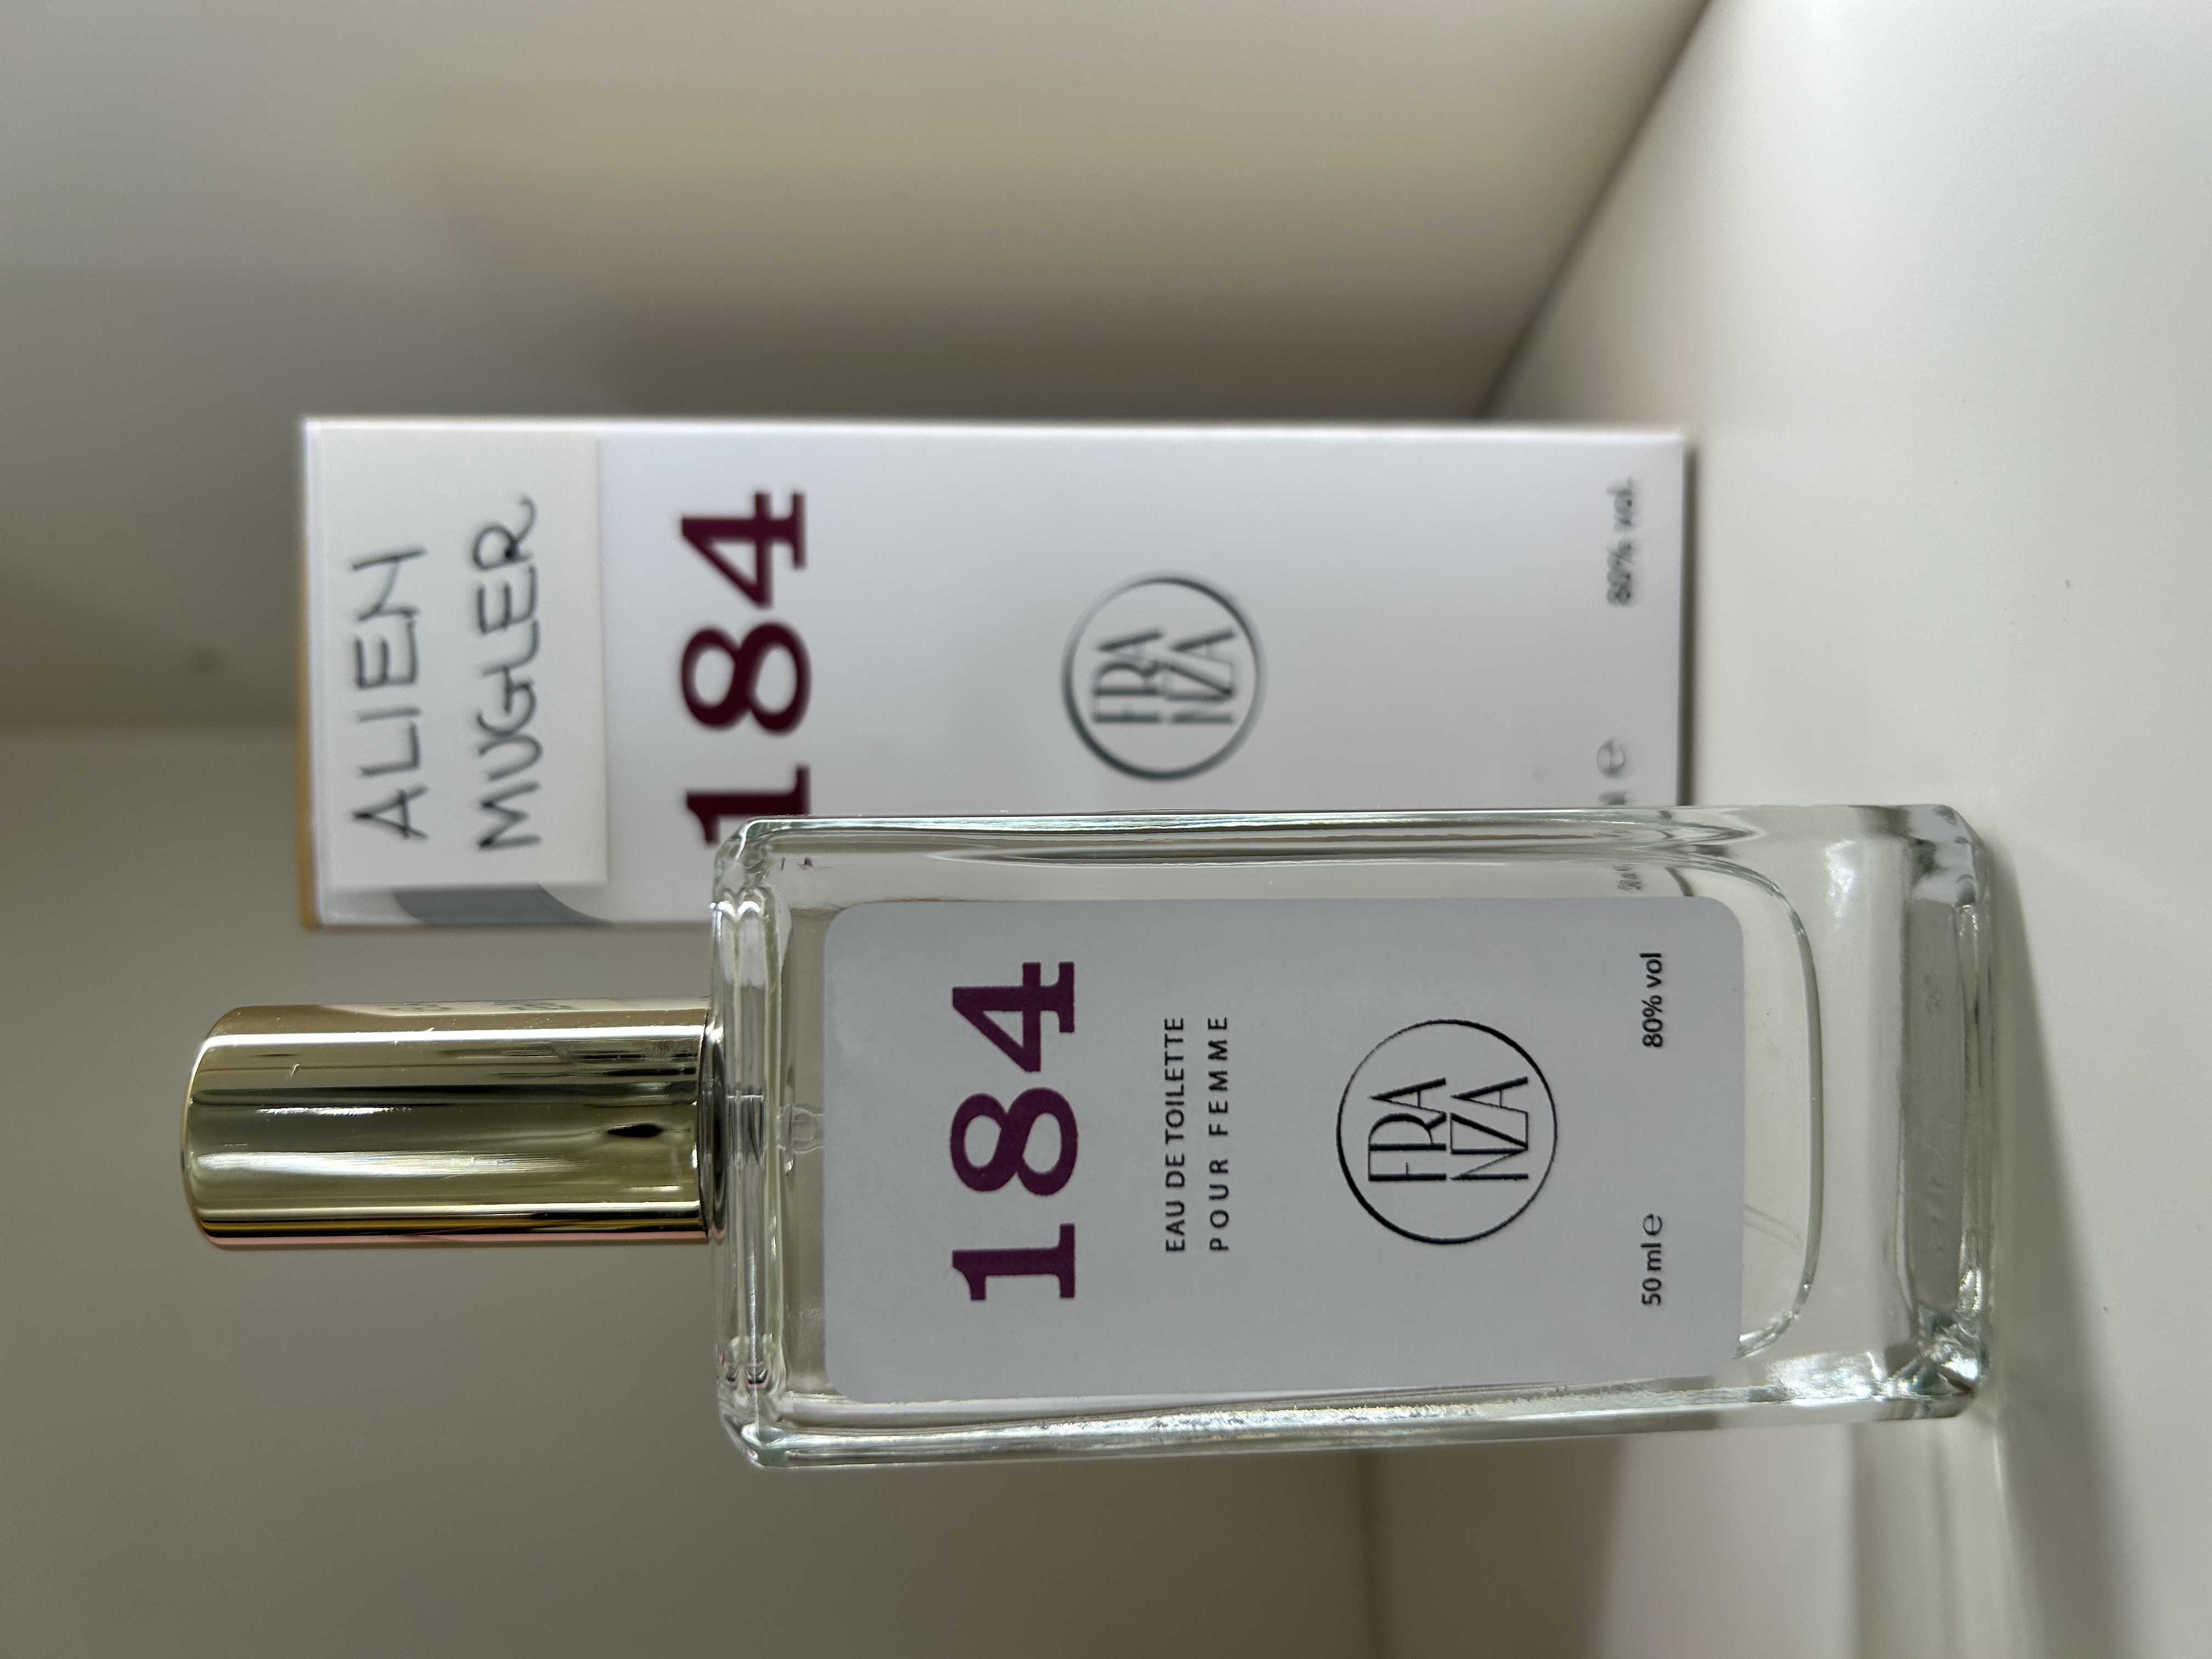 ALIEN
MUGLER
184
FRA
NZA
e
80% vol.
184
EAU DE TOILETTE
POUR FEMME
FRA
NZA
50 ml e
80% vol